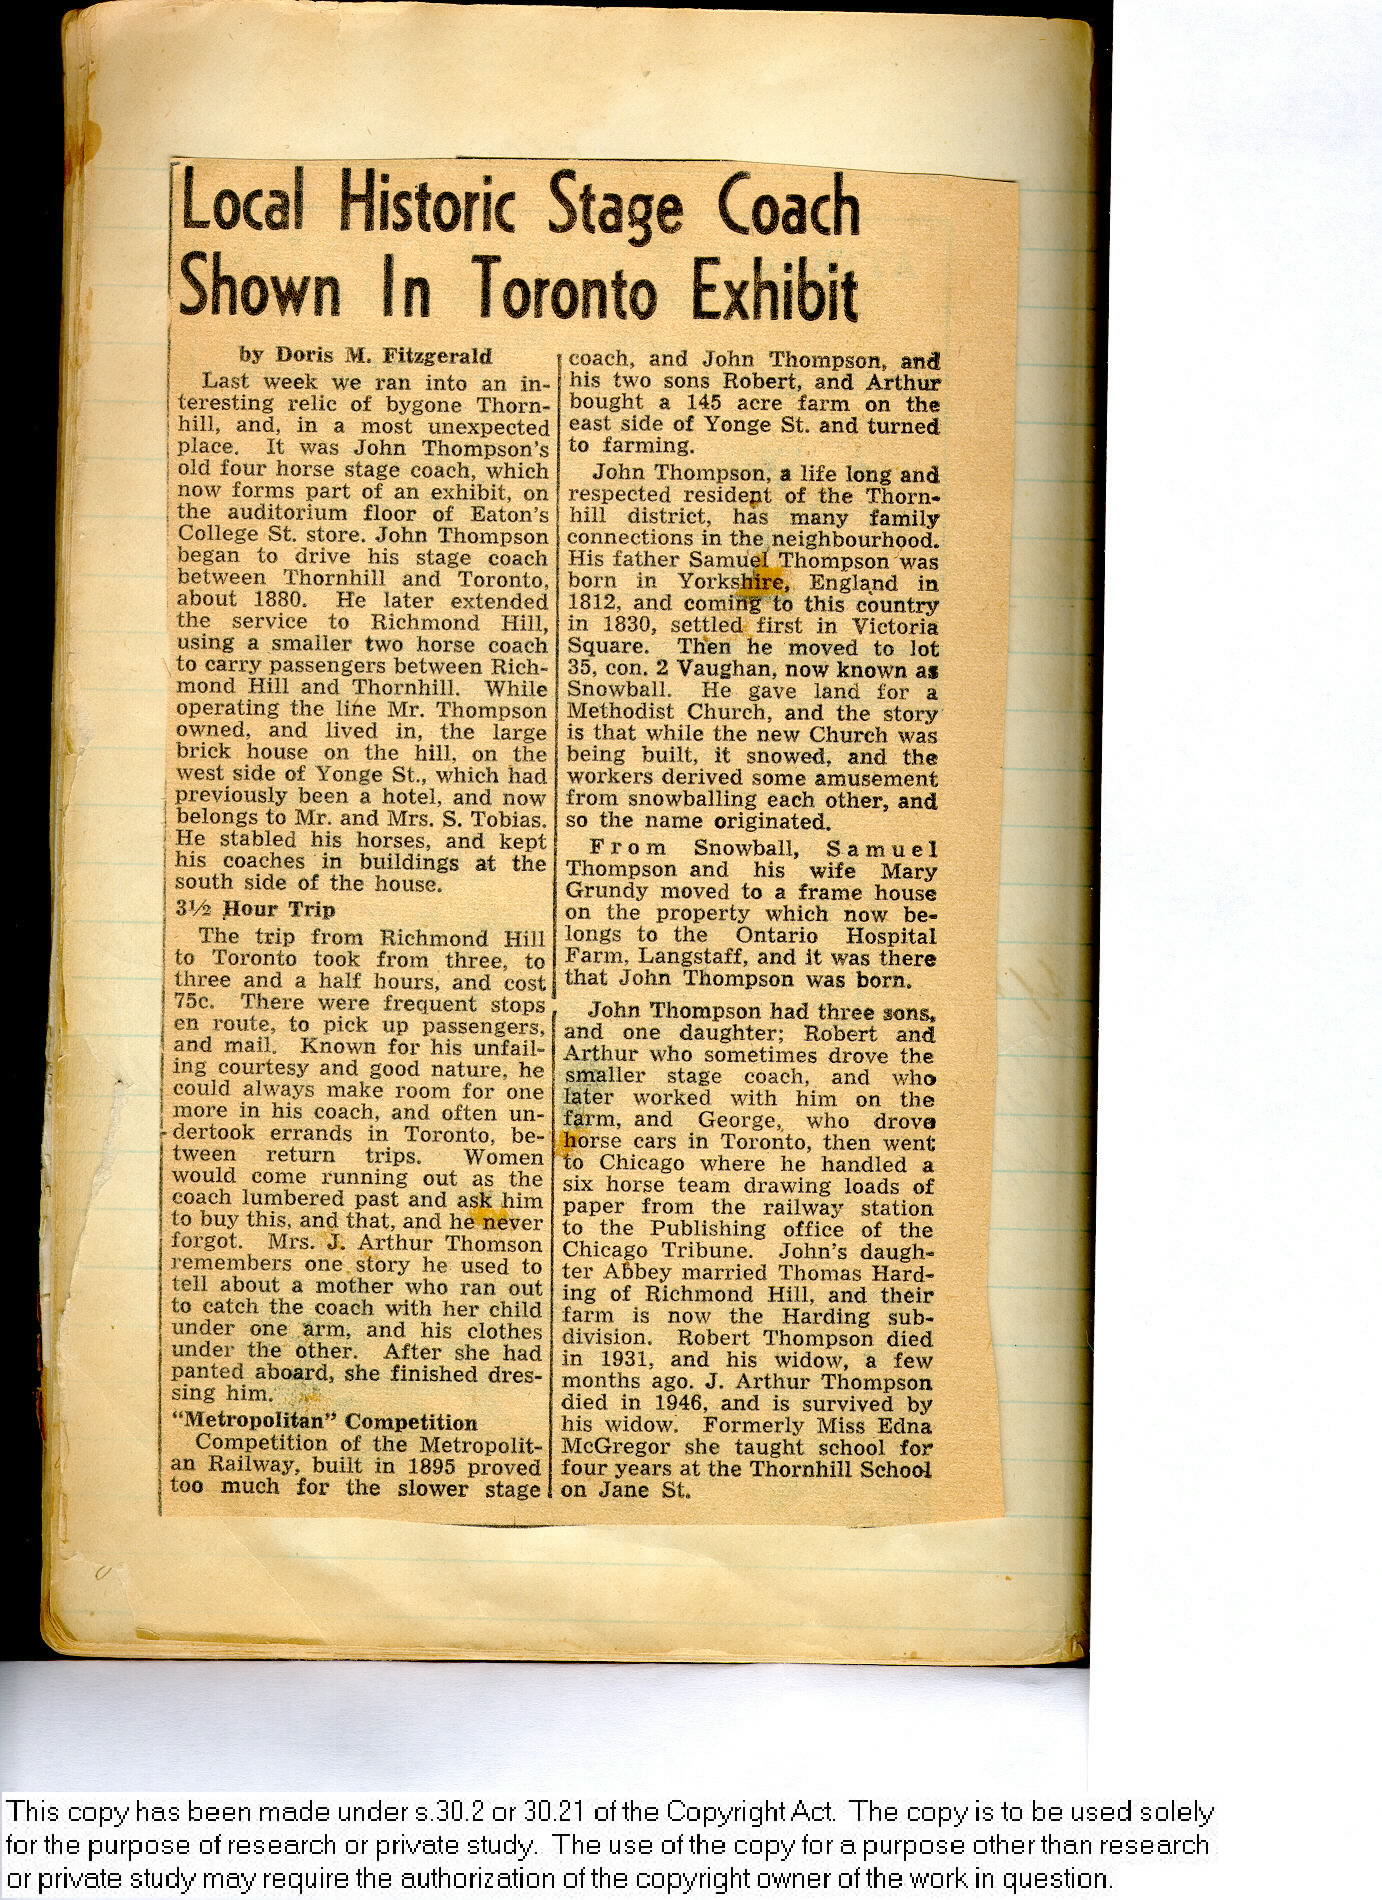 Local Historic Stage Coach
Shown In Toronto Exhibit
by Doris M. Fitzgerald
Last week we ran into an in-
teresting relic of bygone Thorn-
hill, and, in a most unexpected
place. It was John Thompson's
old four horse stage coach, which
now forms part of an exhibit, on
the auditorium floor of Eaton's
College St. store. John Thompson
began to drive his stage coach
between Thornhill and Toronto,
about 1880. He later extended
the service to Richmond Hill,
using a smaller two horse coach
to carry passengers between Rich-
mond Hill and Thornhill. While
operating the line Mr. Thompson
owned, and lived in, the large
brick house on the hill, on the
west side of Yonge St., which had
previously been a hotel, and now
belongs to Mr. and Mrs. S. Tobias.
He stabled his horses, and kept
his coaches in buildings at the
south side of the house.
3½ Hour Trip
The trip from Richmond Hill
to Toronto took from three, to
three and a half hours, and cost
75c. There were frequent stops
en route, to pick up passengers,
and mail. Known for his unfail-
ing courtesy and good nature, he
could always make room for one
more in his coach, and often un-
dertook errands in Toronto, be-
tween return trips. Women
would come running out as the
coach lumbered past and ask him
to buy this, and that, and he never
forgot. Mrs. J. Arthur Thomson
remembers one story he used to
tell about a mother who ran out
to catch the coach with her child
under one arm, and his clothes
under the other. After she had
panted aboard, she finished dres-
sing him.
"Metropolitan" Competition
Competition of the Metropolit-
an Railway, built in 1895 proved
too much for the slower stage
coach, and John Thompson, and
his two sons Robert, and Arthur
bought a 145 acre farm on the
east side of Yonge St. and turned
to farming.
John Thompson, a life long and
respected resident of the Thorn-
hill district, has many family
connections in the neighbourhood.
His father Samuel Thompson was
born in Yorkshire, England in
1812, and coming to this country
in 1830, settled first in Victoria
Square. Then he moved to lot
35, con. 2 Vaughan, now known as
Snowball. He gave land for a
Methodist Church, and the story
is that while the new Church was
being built, it snowed, and the
workers derived some amusement
from snowballing each other, and
so the name originated.
From Snowball, Samuel
Thompson and his wife Mary
Grundy moved to a frame house
on the property which now be-
longs to the Ontario Hospital
Farm, Langstaff, and it was there
that John Thompson was born.
John Thompson had three sons,
and one daughter; Robert and
Arthur who sometimes drove the
smaller stage coach, and who
later worked with him on the
farm, and George, who drove
horse cars in Toronto, then went
to Chicago where he handled a
six horse team drawing loads of
paper from the railway station
to the Publishing office of the
Chicago Tribune. John's daugh-
ter Abbey married Thomas Hard-
ing of Richmond Hill, and their
farm is now the Harding sub-
division. Robert Thompson died
in 1931, and his widow, a few
months ago. J. Arthur Thompson
died in 1946, and is survived by
his widow. Formerly Miss Edna
McGregor she taught school for
four years at the Thornhill School
on Jane St.
This copy has been made under s.30.2 or 30.21 of the Copyright Act. The copy is to be used solely
for the purpose of research or private study. The use of the copy for a purpose other than research
or private study may require the authorization of the copyright owner of the work in question.